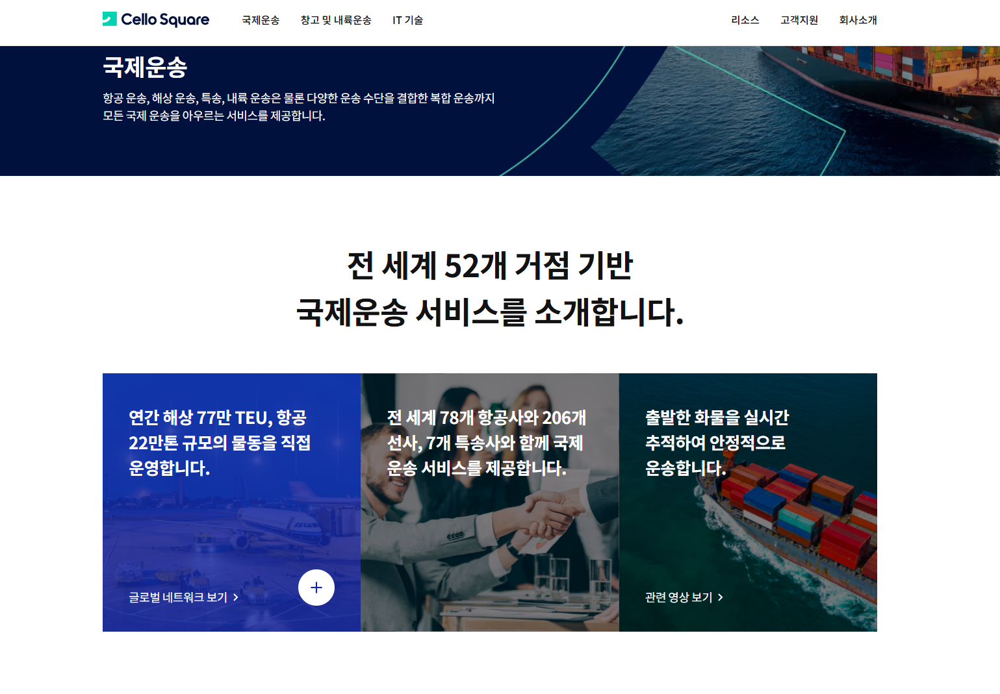 Cello Square
국제운송
창고 및 내륙운송
IT 기술
리소스
고객지원
회사소개
국제운송
항공 운송, 해상 운송, 특송, 내륙 운송은 물론 다양한 운송 수단을 결합한 복합 운송까지
모든 국제 운송을 아우르는 서비스를 제공합니다.
전 세계 52개 거점 기반
국제운송 서비스를 소개합니다.
연간 해상 77만 TEU, 항공
22만톤 규모의 물동을 직접
운영합니다.
글로벌 네트워크 보기
전 세계 78개 항공사와 206개
선사, 7개 특송사와 함께 국제
운송 서비스를 제공합니다.
출발한 화물을 실시간
추적하여 안정적으로
운송합니다.
관련 영상 보기